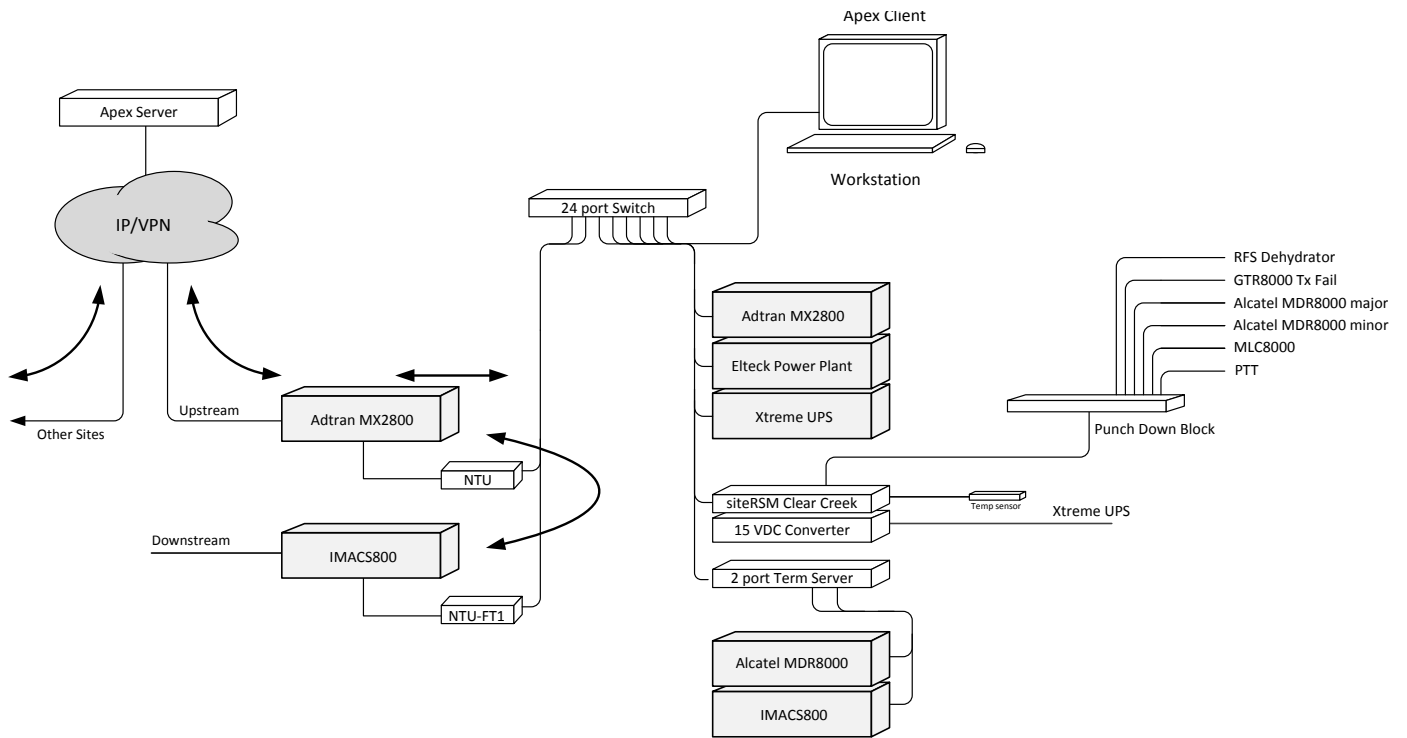 Apex Client
Apex Server
Workstation
24 port Switch
IP/VPN
RFS Dehydrator
GTR8000 Tx Fail
Alcatel MDR8000 major
Alcatel MDR8000 minor
MLC8000
PTT
Adtran MX2800
Elteck Power Plant
Xtreme UPS
Upstream
Adtran MX2800
Other Sites
Punch Down Block
NTU
siteRSM Clear Creek
Temp sensor
Xtreme UPS
15 VDC Converter
Downstream
IMACS800
2 port Term Server
NTU-FT1
Alcatel MDR8000
IMACS800